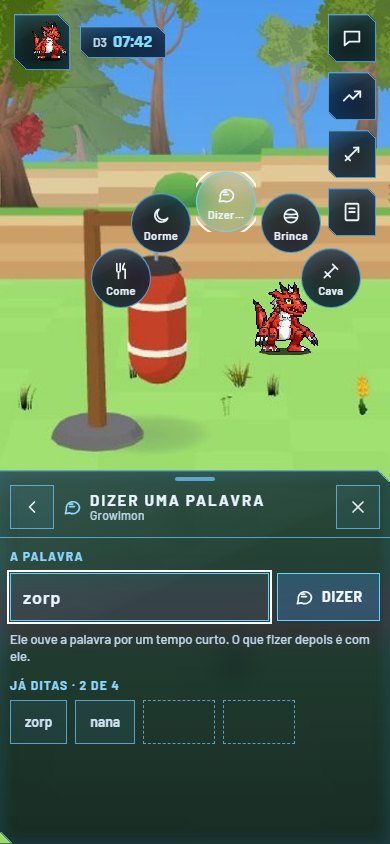 D3 07:42
Dizer...
Dorme
Brinca
Come
Cava
DIZER UMA PALAVRA
Growlmon
A PALAVRA
zorp
DIZER
Ele ouve a palavra por um tempo curto. O que fizer depois é com
ele.
JÁ DITAS · 2 DE 4
zorp
nana